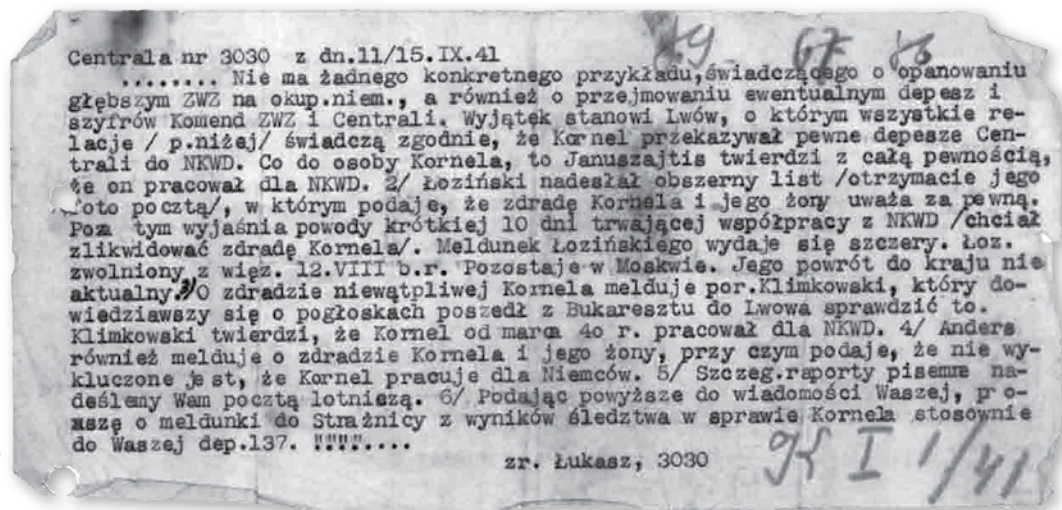 89 67 76
Centrala nr 3030 z dn.11/15.IX.41
........ Nie ma żadnego konkretnego przykładu,świadczącego o opanowaniu
głębszym ZWZ na okup.niem., a również o przejmowaniu ewentualnym depesz i
szyfrów Komend ZWZ i Centrali. Wyjątek stanowi Lwów, o którym wszystkie re-
lacje / p.niżej/ świadczą zgodnie, że Kornel przekazywał pewne depesze Cen-
trali do NKWD. Co do osoby Kornela, to Januszajtis twierdzi z całą pewnością,
że on pracował dla NKWD. 2/ Łoziński nadesłał obszerny list /otrzymacie jego
foto pocztą/, w którym podaje, że zdradę Kornela i jego żony uważa za pewną.
Poza tym wyjaśnia powody krótkiej 10 dni trwającej współpracy z NKWD /chciał
zlikwidować zdradę Kornela/. Meldunek Łozińskiego wydaje się szczery. Łoz.
zwolniony z więz. 12.VIII b.r. Pozostaje w Moskwie. Jego powrót do kraju nie
aktualny.3/O zdradzie niewątpliwej Kornela melduje por.Klimkowski, który do-
wiedziawszy się o pogłoskach poszedł z Bukaresztu do Lwowa sprawdzić to.
Klimkowski twierdzi, że Kornel od marca 4o r. pracował dla NKWD. 4/ Anders
również melduje o zdradzie Kornela i jego żony, przy czym podaje, że nie wy-
kluczone jest, że Kornel pracuje dla Niemców. 5/ Szczeg.raporty pisemne na-
deślemy Wam pocztą lotniszą. 6/ Podając powyższe do wiadomości Waszej, pro-
szę o meldunki do Strażnicy z wyników śledztwa w sprawie Kornela stosownie
do Waszej dep.137. """"....
zr. Łukasz, 3030
K I 1/41